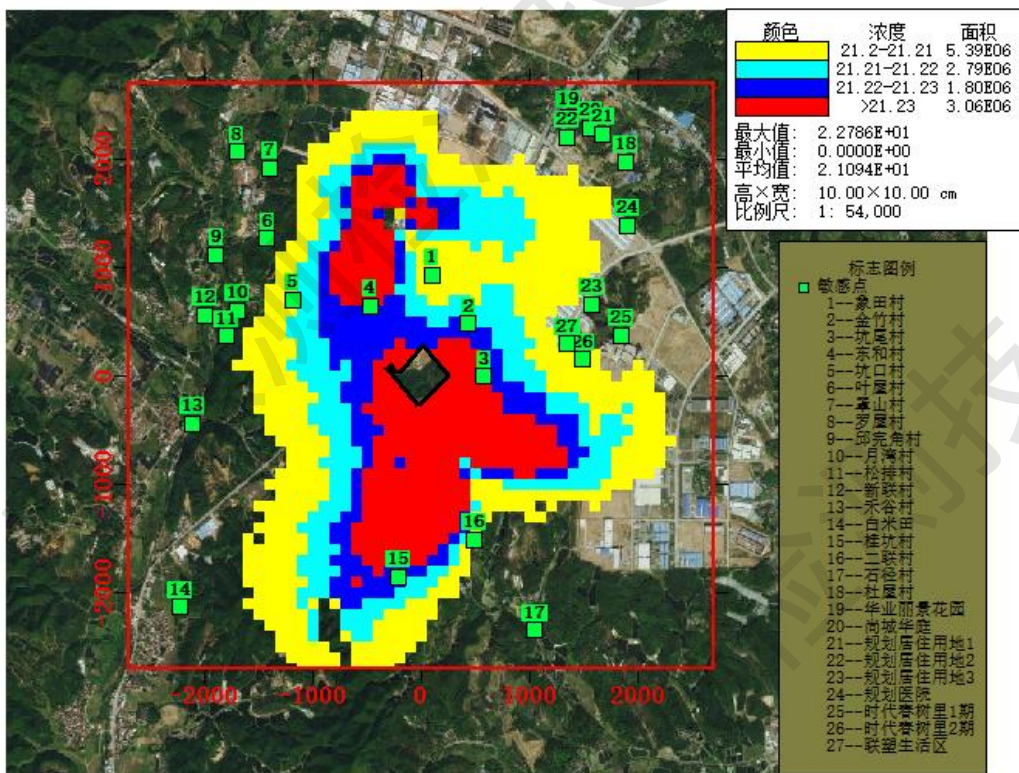 颜色 浓度 面积
21.2-21.21 5.39E06
21.21-21.22 2.79E06
21.22-21.23 1.80E06
>21.23 3.06E06
最大值: 2.2786E+01
最小值: 0.0000E+00
平均值: 2.1094E+01
高×宽: 10.00×10.00 cm
比例尺: 1: 54,000
标志图例
敏感点
1--象田村
2--金竹村
3--坑尾村
4--东和村
5--坑口村
6--叶屋村
7--覃山村
8--罗屋村
9--邱完角村
10--月湾村
11--松排村
12--新联村
13--禾谷村
14--白米田
15--桂坑村
16--二联村
17--石径村
18--杜屋村
19--华业丽景花园
20--尚城华庭
21--规划居住用地1
22--规划居住用地2
23--规划居住用地3
24--规划医院
25--时代春树里1期
26--时代春树里2期
27--联塑生活区
19
20
22
21
8
7
18
24
6
9
1
5
4
23
12
10
2
11
27
25
26
3
13
16
15
14
17
2000
1000
0
-1000
-2000
-2000 -1000 0 1000 2000